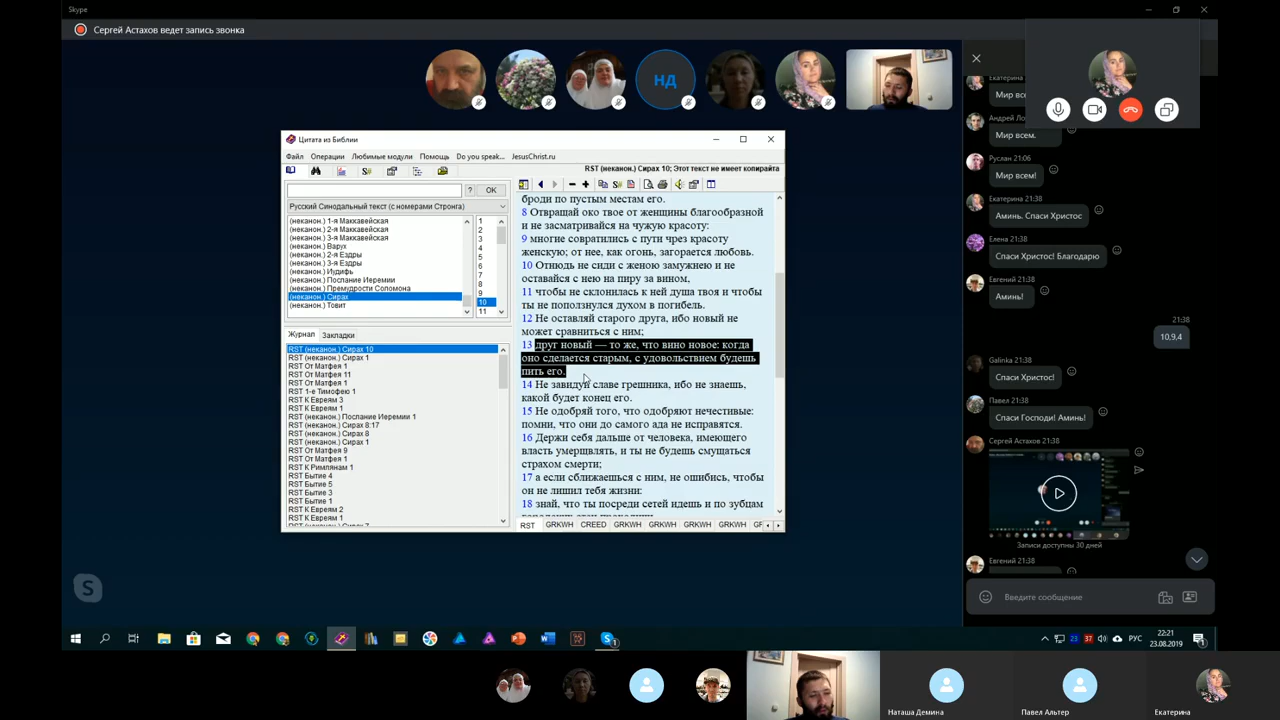 Skype
Сергей Астахов ведет запись звонка
НД
Цитата из Библии
Файл Операции Любимые модули Помощь Do you speak... JesusChrist.ru
RST (неканон.) Сирах 10; Этот текст не имеет копирайта
? OK
Русский Синодальный текст (с номерами Стронга)
(неканон.) 1-я Маккавейская
(неканон.) 2-я Маккавейская
(неканон.) 3-я Маккавейская
(неканон.) Варух
(неканон.) 2-я Ездры
(неканон.) 3-я Ездры
(неканон.) Иудифь
(неканон.) Послание Иеремии
(неканон.) Премудрости Соломона
(неканон.) Сирах
(неканон.) Товит
1
2
3
4
5
6
7
8
9
10
11
Журнал Закладки
RST (неканон.) Сирах 10
RST (неканон.) Сирах 1
RST От Матфея 1
RST От Матфея 11
RST 1-е Тимофею 1
RST К Евреям 3
RST К Евреям 1
RST (неканон.) Послание Иеремии 1
RST (неканон.) Сирах 8:17
RST (неканон.) Сирах 8
RST (неканон.) Сирах 1
RST От Матфея 9
RST От Матфея 1
RST К Римлянам 1
RST Бытие 4
RST Бытие 5
RST Бытие 3
RST Бытие 1
RST К Евреям 2
RST К Евреям 1
RST (неканон.) Сирах 7
броди по пустым местам его.
8 Отвращай око твое от женщины благообразной
и не засматривайся на чужую красоту:
9 многие совратились с пути чрез красоту
женскую; от нее, как огонь, загорается любовь.
10 Отнюдь не сиди с женою замужнею и не
оставайся с нею на пиру за вином,
11 чтобы не склонилась к ней душа твоя и чтобы
ты не поползнулся духом в погибель.
12 Не оставляй старого друга, ибо новый не
может сравниться с ним;
13 друг новый — то же, что вино новое: когда
оно сделается старым, с удовольствием будешь
пить его.
14 Не завидуй славе грешника, ибо не знаешь,
какой будет конец его.
15 Не одобряй того, что одобряют нечестивые:
помни, что они до самого ада не исправятся.
16 Держи себя дальше от человека, имеющего
власть умерщвлять, и ты не будешь смущаться
страхом смерти;
17 а если сближаешься с ним, не ошибись, чтобы
он не лишил тебя жизни:
18 знай, что ты посреди сетей идешь и по зубцам
RST GRKWH CREED GRKWH GRKWH GRKWH GRKWH GF
Екатерина
Мир все
Андрей Ло
Мир всем.
Руслан 21:06
Мир всем!
Екатерина 21:38
Аминь. Спаси Христос
Елена 21:38
Спаси Христос! Благодарю
Евгений 21:38
Аминь!
21:38
10,9,4
Galinka 21:38
Спаси Христос!
Павел 21:38
Спаси Господи! Аминь!
Сергей Астахов 21:38
Записи доступны 30 дней
Евгений 21:38
Введите сообщение
23 37 РУС
22:21
23.08.2019
Наташа Демина
Павел Альтер
Екатерина